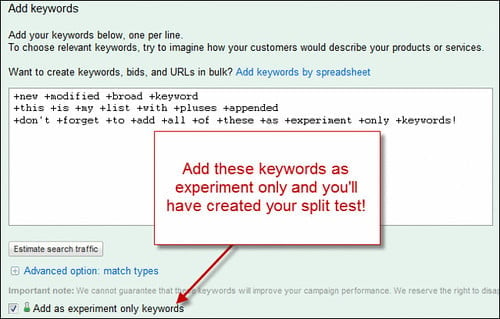 Add keywords
Add your keywords below, one per line.
To choose relevant keywords, try to imagine how your customers would describe your products or services.
Want to create keywords, bids, and URLs in bulk? Add keywords by spreadsheet
+new +modified +broad +keyword
+this +is +my +list +with +pluses +appended
+don't +forget +to +add +all +of +these +as +experiment +only +keywords!
Add these keywords as
experiment only and you'll
have created your split test!
Estimate search traffic
Advanced option: match types
Important note: We cannot guarantee that these keywords will improve your campaign performance. We reserve the right to disap
Add as experiment only keywords